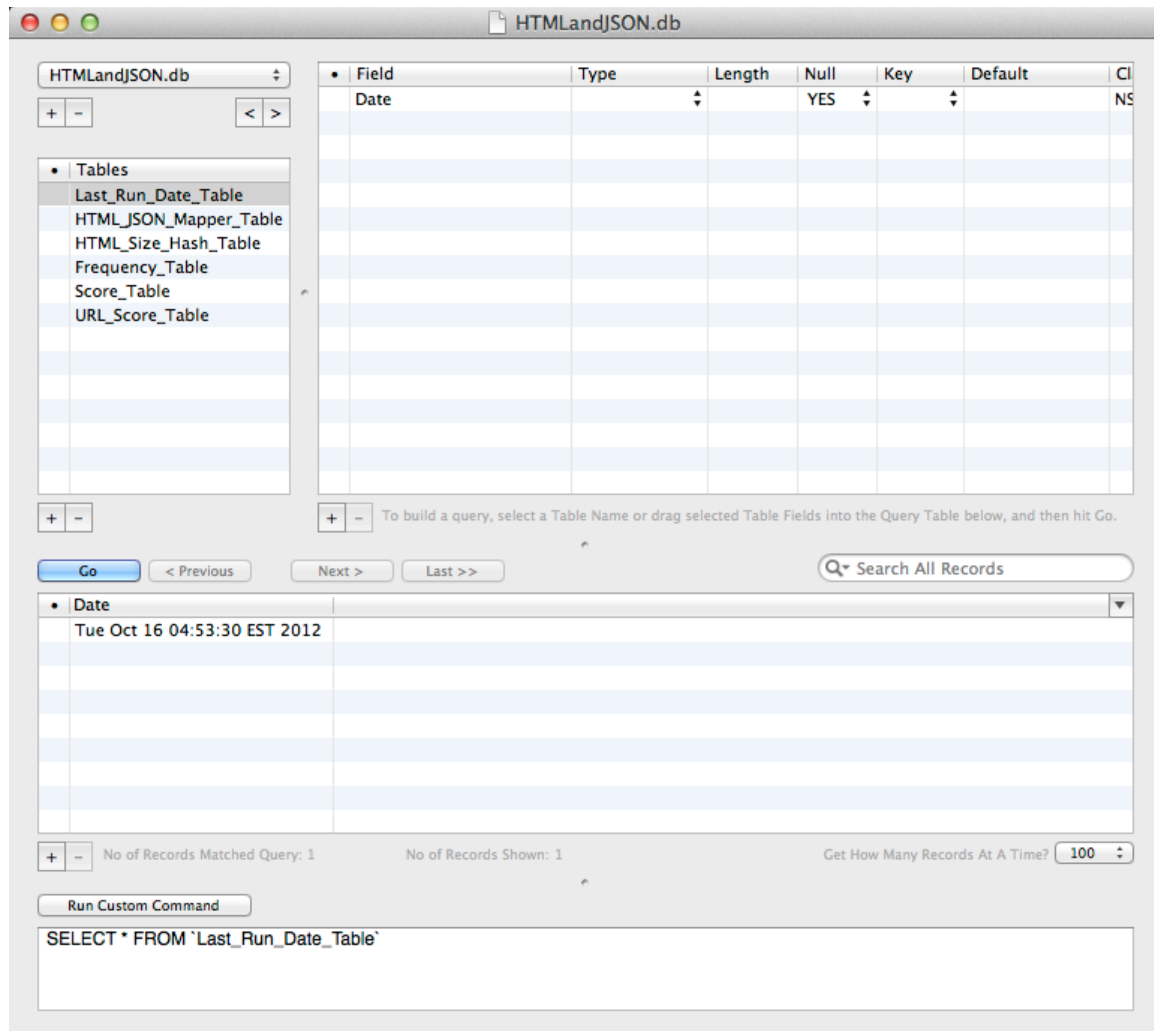 HTMLandJSON.db
HTMLandJSON.db
+ - < >
• Tables
Last_Run_Date_Table
HTML_JSON_Mapper_Table
HTML_Size_Hash_Table
Frequency_Table
Score_Table
URL_Score_Table
+ -
• Field Type Length Null Key Default Cl
Date YES NS
+ - To build a query, select a Table Name or drag selected Table Fields into the Query Table below, and then hit Go.
Go < Previous Next > Last >> Search All Records
• Date
Tue Oct 16 04:53:30 EST 2012
+ - No of Records Matched Query: 1 No of Records Shown: 1 Get How Many Records At A Time? 100
Run Custom Command
SELECT * FROM `Last_Run_Date_Table`